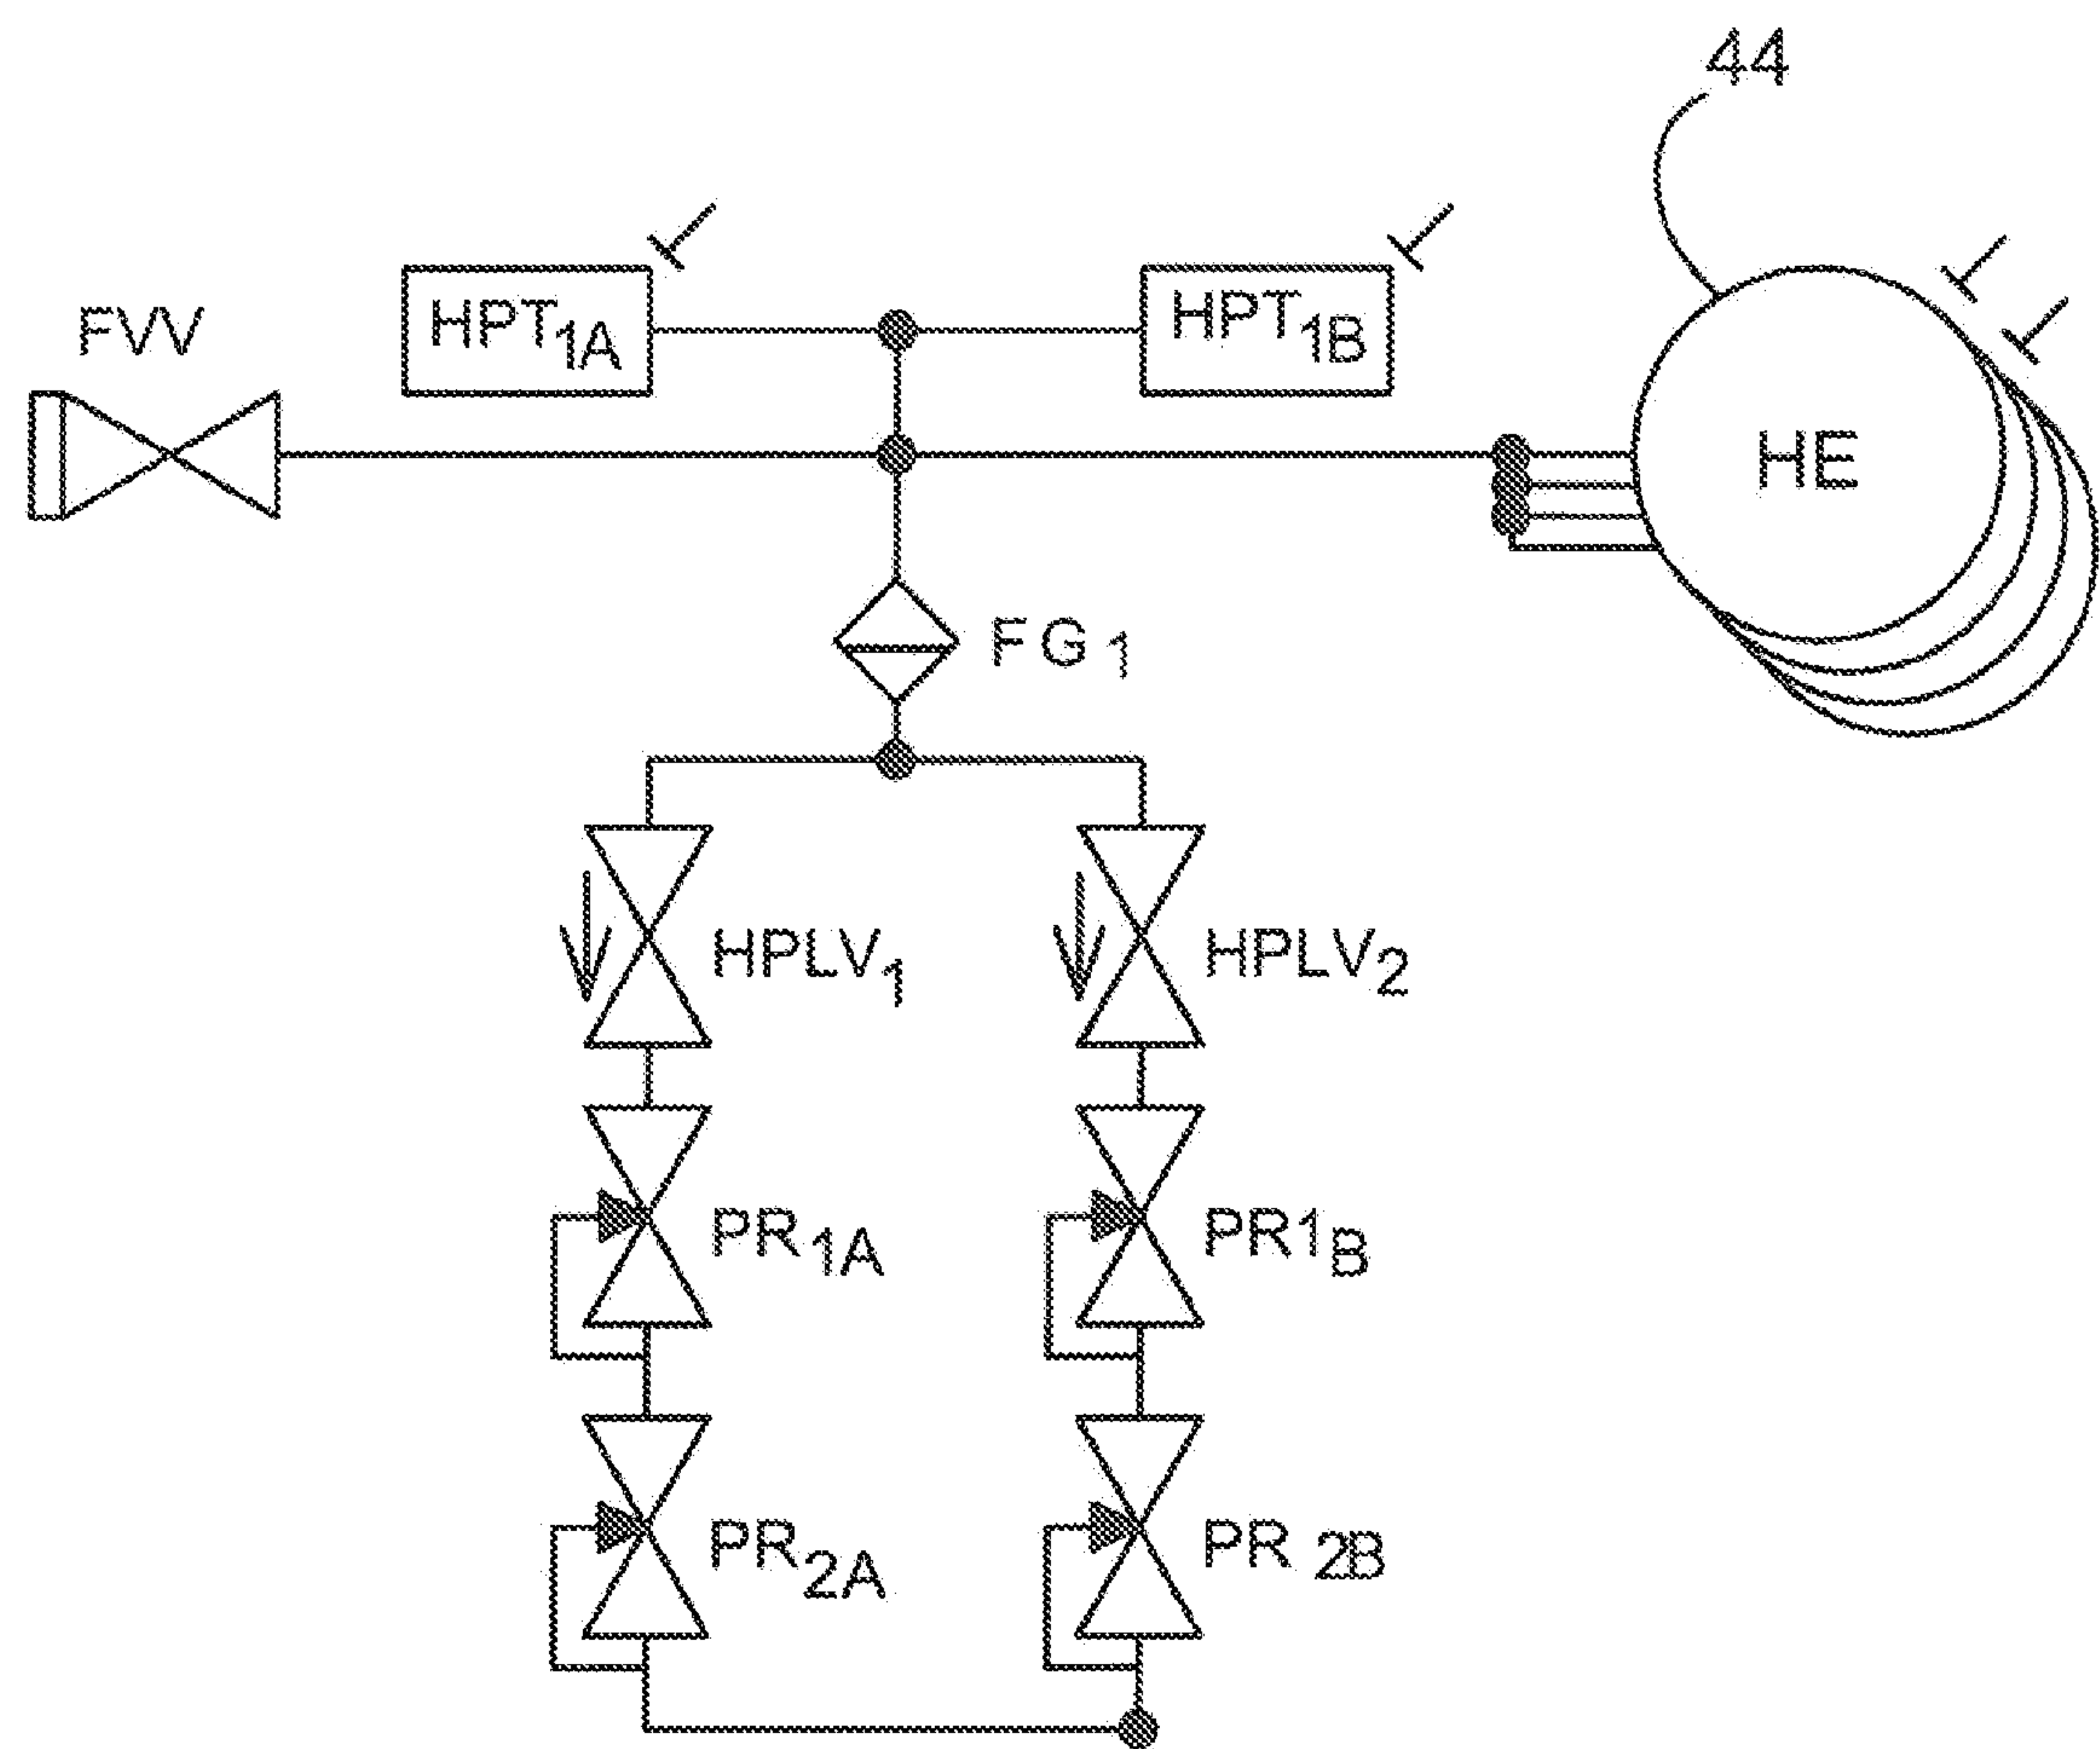 44
FVV
HPT1A
HPT1B
HE
FG 1
HPLV1
HPLV2
PR1A
PR1B
PR2A
PR 2B